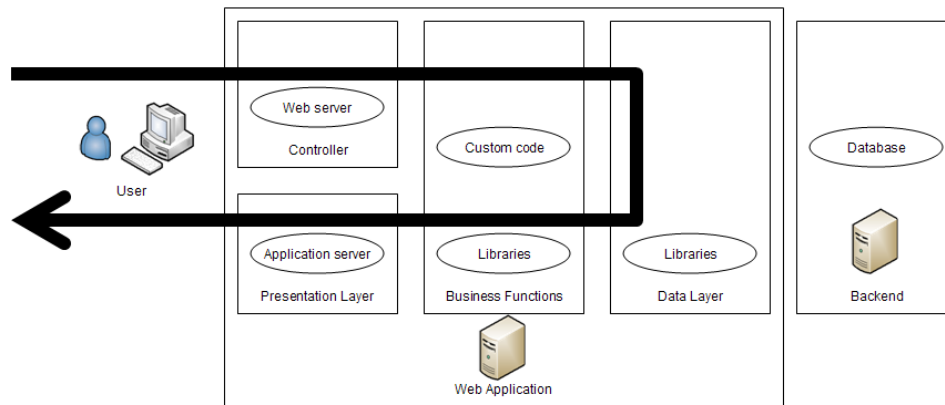 Web server
Controller
Custom code
Database
User
Application server
Libraries
Libraries
Presentation Layer
Business Functions
Data Layer
Backend
Web Application